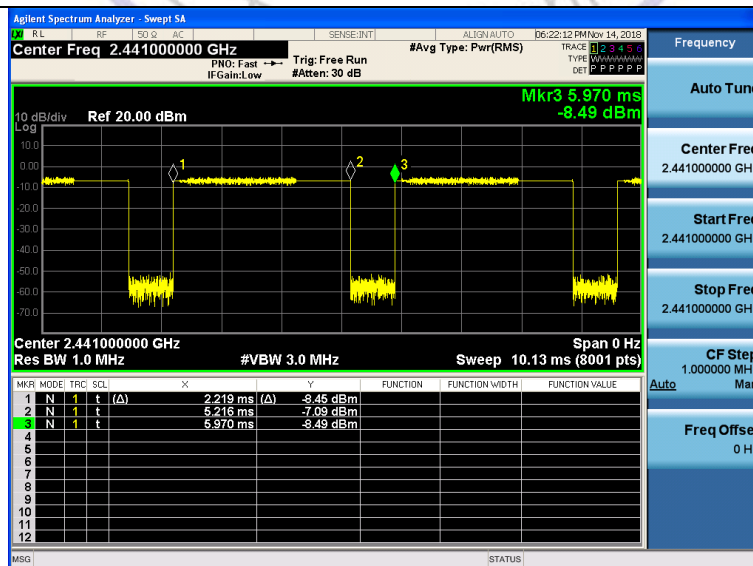 Agilent Spectrum Analyzer - Swept SA
LXI RL RF 50 Ω AC SENSE:INT ALIGN AUTO 06:22:12 PM Nov 14, 2018
Center Freq 2.441000000 GHz #Avg Type: Pwr(RMS) TRACE 1 2 3 4 5 6
PNO: Fast Trig: Free Run TYPE
IFGain:Low #Atten: 30 dB DET P P P P P P
Mkr3 5.970 ms
10 dB/div Ref 20.00 dBm -8.49 dBm
Log
10.0
0.00
-10.0
-20.0
-30.0
-40.0
-50.0
-60.0
-70.0
1
2
3
Center 2.441000000 GHz Span 0 Hz
Res BW 1.0 MHz #VBW 3.0 MHz Sweep 10.13 ms (8001 pts)
MKR MODE TRC SCL X Y FUNCTION FUNCTION WIDTH FUNCTION VALUE
1 N 1 t (Δ) 2.219 ms (Δ) -8.45 dBm
2 N 1 t 5.216 ms -7.09 dBm
3 N 1 t 5.970 ms -8.49 dBm
4
5
6
7
8
9
10
11
12
MSG STATUS
Frequency
Auto Tun
Center Fre
2.441000000 GH
Start Fre
2.441000000 GH
Stop Fre
2.441000000 GH
CF Step
1.000000 MH
Auto Ma
Freq Offse
0 H